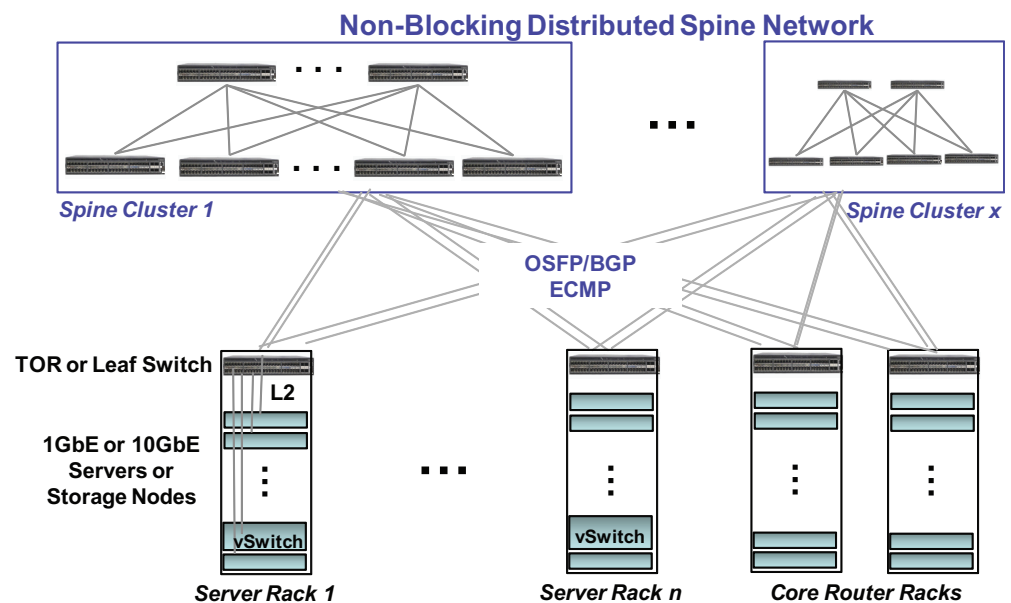 Non-Blocking Distributed Spine Network
Spine Cluster 1
Spine Cluster x
OSFP/BGP
ECMP
TOR or Leaf Switch
L2
1GbE or 10GbE
Servers or
Storage Nodes
vSwitch
vSwitch
Server Rack 1
Server Rack n
Core Router Racks